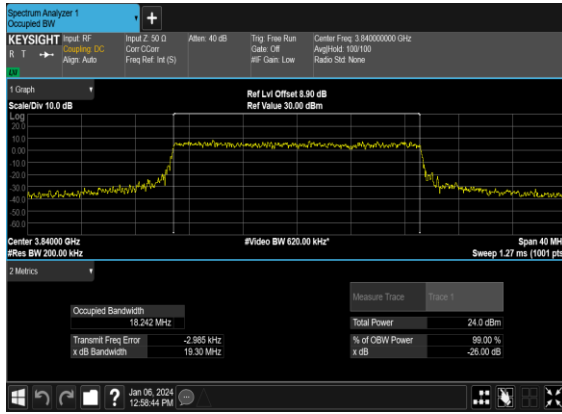 Spectrum Analyzer 1
Occupied BW
+
KEYSIGHT
R T
LV
Input: RF
Coupling: DC
Align: Auto
Input Z: 50 Ω
Corr CCorr
Freq Ref: Int (S)
Atten: 40 dB
Trig: Free Run
Gate: Off
#IF Gain: Low
Center Freq: 3.840000000 GHz
Avg|Hold: 100/100
Radio Std: None
1 Graph
Scale/Div 10.0 dB
Ref Lvl Offset 8.90 dB
Ref Value 30.00 dBm
Log
20.0
10.0
0.00
-10.0
-20.0
-30.0
-40.0
-50.0
-60.0
Center 3.84000 GHz
#Res BW 200.00 kHz
#Video BW 620.00 kHz*
Span 40 MH
Sweep 1.27 ms (1001 pts
2 Metrics
Measure Trace Trace 1
Occupied Bandwidth
18.242 MHz
Total Power 24.0 dBm
Transmit Freq Error -2.985 kHz
% of OBW Power 99.00 %
x dB Bandwidth 19.30 MHz
x dB -26.00 dB
?
Jan 06, 2024
12:58:44 PM